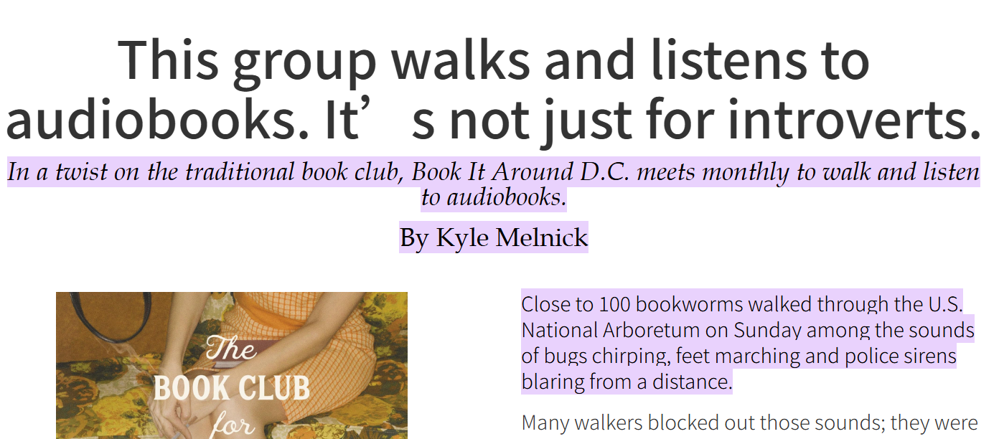 This group walks and listens to
audiobooks. It’s not just for introverts.
In a twist on the traditional book club, Book It Around D.C. meets monthly to walk and listen
to audiobooks.
By Kyle Melnick
The
BOOK CLUB
for
Close to 100 bookworms walked through the U.S.
National Arboretum on Sunday among the sounds
of bugs chirping, feet marching and police sirens
blaring from a distance.
Many walkers blocked out those sounds; they were